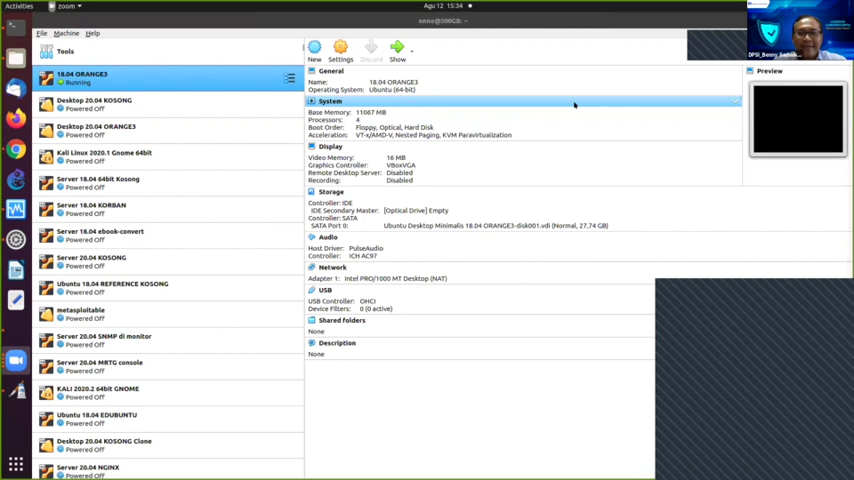 Activities
zoom
Agu 12 15:34
onno@500GB: ~
File Machine Help
Tools
New
Settings
Discard
Show
18.04 ORANGE3
Running
Desktop 20.04 KOSONG
Powered Off
Desktop 20.04 ORANGE3
Powered Off
Kali Linux 2020.1 Gnome 64bit
Powered Off
Server 18.04 64bit Kosong
Powered Off
Server 18.04 KORBAN
Powered Off
Server 18.04 ebook-convert
Powered Off
Server 20.04 KOSONG
Powered Off
Ubuntu 18.04 REFERENCE KOSONG
Powered Off
metasploitable
Powered Off
Server 20.04 SNMP di monitor
Powered Off
Server 20.04 MRTG console
Powered Off
KALI 2020.2 64bit GNOME
Powered Off
Ubuntu 18.04 EDUBUNTU
Powered Off
Desktop 20.04 KOSONG Clone
Powered Off
Server 20.04 NGINX
Powered Off
General
Name: 18.04 ORANGE3
Operating System: Ubuntu (64-bit)
System
Base Memory: 11067 MB
Processors: 4
Boot Order: Floppy, Optical, Hard Disk
Acceleration: VT-x/AMD-V, Nested Paging, KVM Paravirtualization
Display
Video Memory: 16 MB
Graphics Controller: VBoxVGA
Remote Desktop Server: Disabled
Recording: Disabled
Storage
Controller: IDE
IDE Secondary Master: [Optical Drive] Empty
Controller: SATA
SATA Port 0: Ubuntu Desktop Minimalis 18.04 ORANGE3-disk001.vdi (Normal, 27,74 GB)
Audio
Host Driver: PulseAudio
Controller: ICH AC97
Network
Adapter 1: Intel PRO/1000 MT Desktop (NAT)
USB
USB Controller: OHCI
Device Filters: 0 (0 active)
Shared folders
None
Description
None
Preview